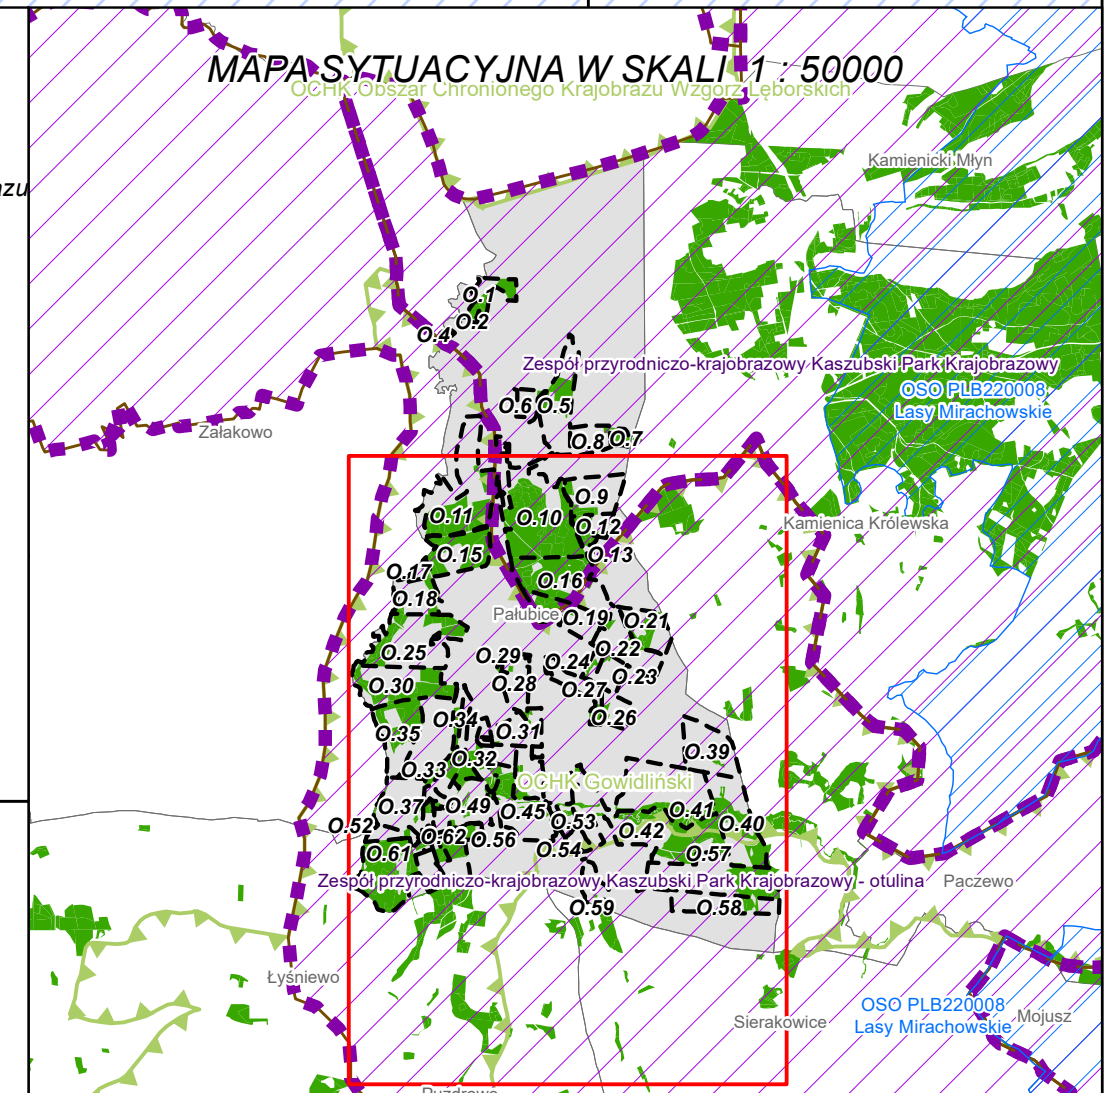 MAPA SYTUACYJNA W SKALI 1 : 50000
OCHK Obszar Chronionego Krajobrazu Wzgórz Lęborskich
Kamienicki Młyn
zu
O.1
O.2
O.4
Zespół przyrodniczo-krajobrazowy Kaszubski Park Krajobrazowy
OSO PLB220008
Lasy Mirachowskie
O.6
O.5
Załakowo
O.8
O.7
O.9
O.11
O.10
O.12
Kamienica Królewska
O.15
O.13
O.17
O.16
O.18
Pałubice
O.19
O.21
O.25
O.29
O.22
O.24
O.30
O.28
O.27
O.23
O.34
O.26
O.35
O.31
O.39
O.32
O.33
OCHK Gowidliński
O.37
O.49
O.45
O.41
O.52
O.53
O.40
O.62
O.56
O.42
O.61
O.54
O.57
Zespół przyrodniczo-krajobrazowy Kaszubski Park Krajobrazowy - otulina
Paczewo
O.59
O.58
Łyśniewo
OSO PLB220008
Lasy Mirachowskie
Mojusz
Sierakowice